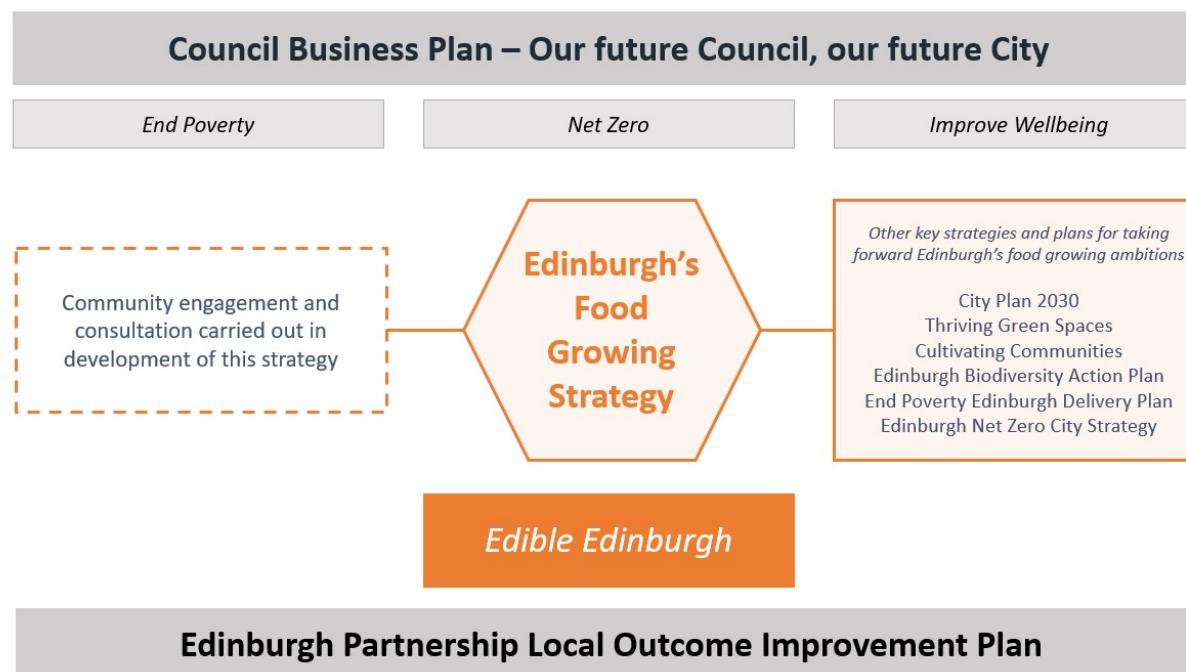 Council Business Plan – Our future Council, our future City
End Poverty
Net Zero
Improve Wellbeing
Community engagement and
consultation carried out in
development of this strategy
Edinburgh’s
Food
Growing
Strategy
Other key strategies and plans for taking
forward Edinburgh’s food growing ambitions
City Plan 2030
Thriving Green Spaces
Cultivating Communities
Edinburgh Biodiversity Action Plan
End Poverty Edinburgh Delivery Plan
Edinburgh Net Zero City Strategy
Edible Edinburgh
Edinburgh Partnership Local Outcome Improvement Plan